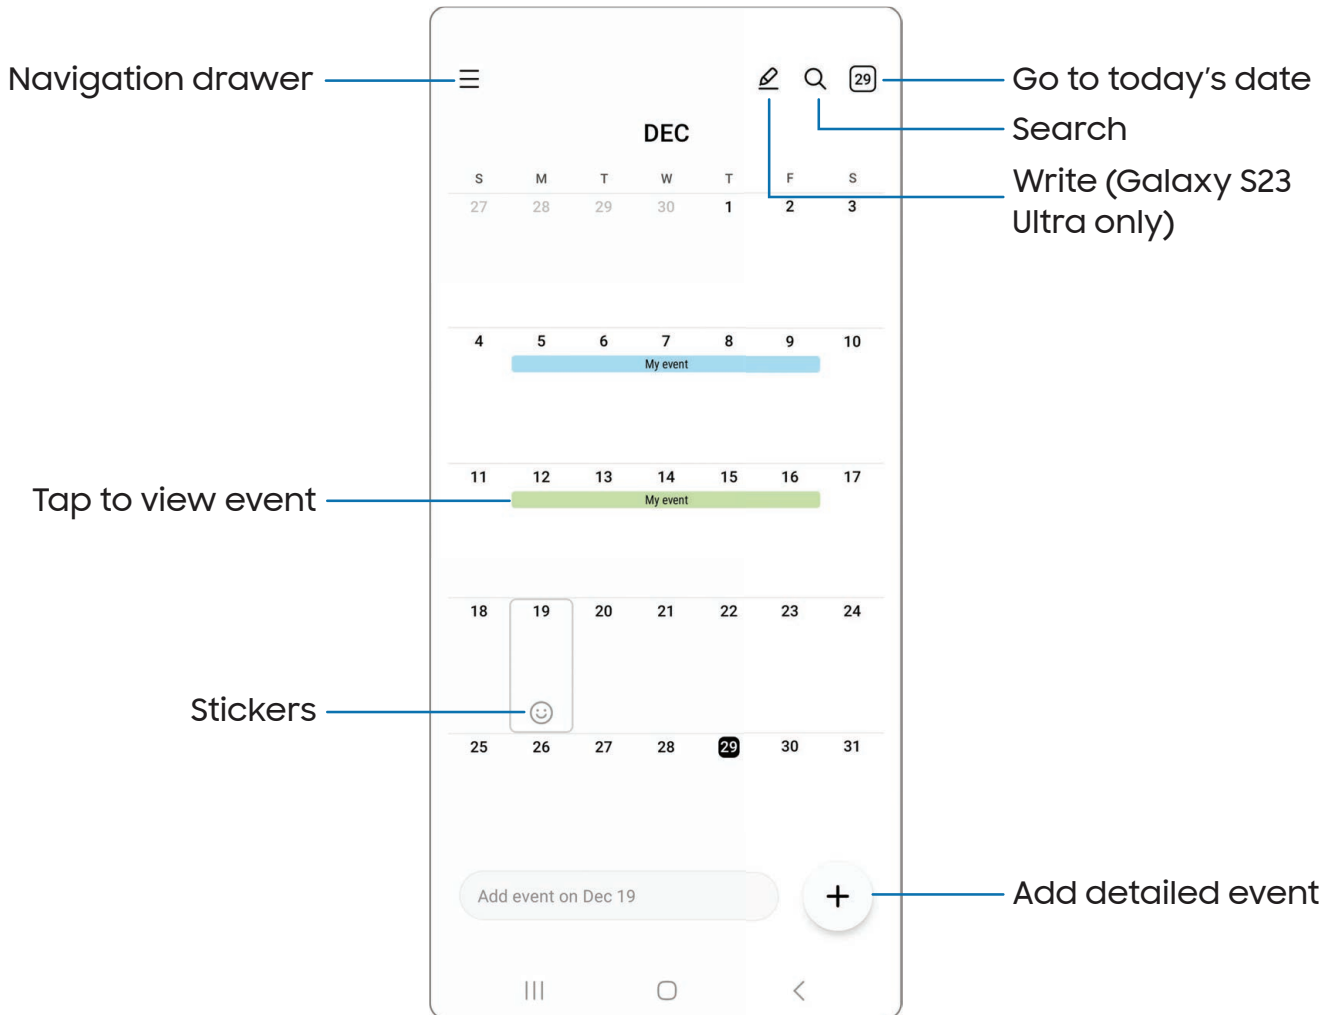 Navigation drawer
29
Go to today's date
Search
Write (Galaxy S23
Ultra only)
DEC
S M T W T F S
27 28 29 30 1 2 3
4 5 6 7 8 9 10
My event
11 12 13 14 15 16 17
Tap to view event
My event
18 19 20 21 22 23 24
Stickers
25 26 27 28 29 30 31
Add event on Dec 19
Add detailed event